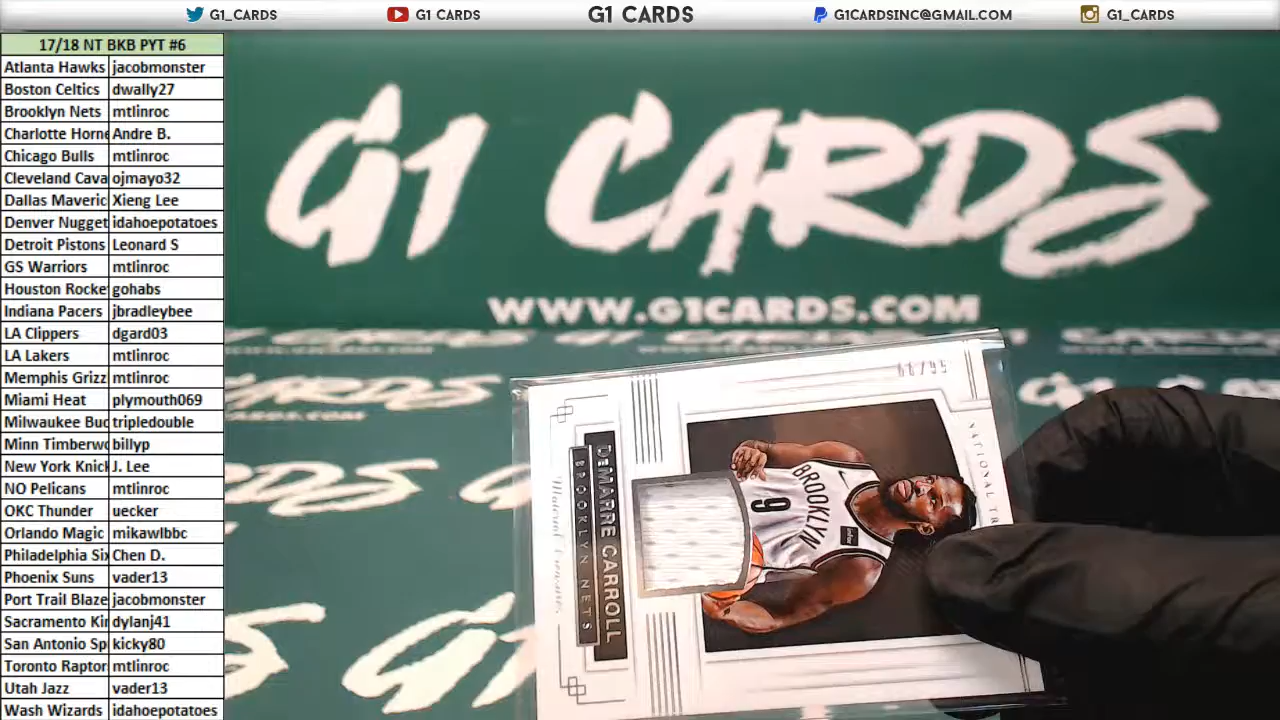 G1_CARDS G1 CARDS G1 CARDS G1CARDSINC@GMAIL.COM G1_CARDS
17/18 NT BKB PYT #6
Atlanta Hawks jacobmonster
Boston Celtics dwally27
Brooklyn Nets mtlinroc
Charlotte Horne Andre B.
Chicago Bulls mtlinroc
Cleveland Cava ojmayo32
Dallas Maveric Xieng Lee
Denver Nugget idahoepotatoes
Detroit Pistons Leonard S
GS Warriors mtlinroc
Houston Rocke gohabs
Indiana Pacers jbradleybee
LA Clippers dgard03
LA Lakers mtlinroc
Memphis Grizz mtlinroc
Miami Heat plymouth069
Milwaukee Buc tripledouble
Minn Timberwo billyp
New York Knick J. Lee
NO Pelicans mtlinroc
OKC Thunder uecker
Orlando Magic mikawlbbc
Philadelphia Six Chen D.
Phoenix Suns vader13
Port Trail Blaze jacobmonster
Sacramento Kin dylanj41
San Antonio Sp kicky80
Toronto Raptor mtlinroc
Utah Jazz vader13
Wash Wizards idahoepotatoes
G1 CARDS
WWW.G1CARDS.COM
NATIONAL TR
BROOKLYN
9
DeMARRE CARROLL
BROOKLYN NETS